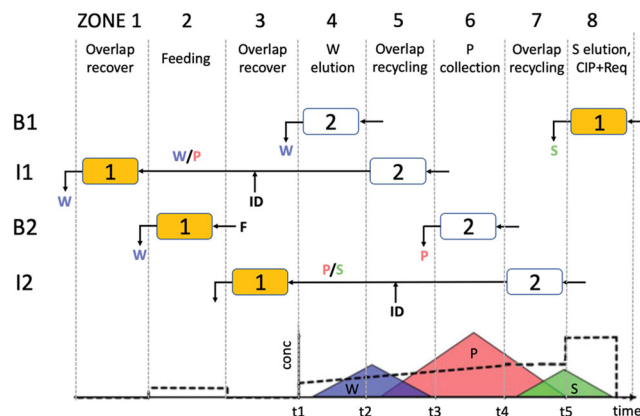 ZONE 1 2 3 4 5 6 7 8
Overlap recover
Feeding
Overlap recover
W elution
Overlap recycling
P collection
Overlap recycling
S elution, CIP+Req
B1
W
2
S
1
I1
W
1
W/P
ID
2
B2
W
1
F
P
2
I2
1
P/S
ID
2
conc
W
P
S
t1 t2 t3 t4 t5 time